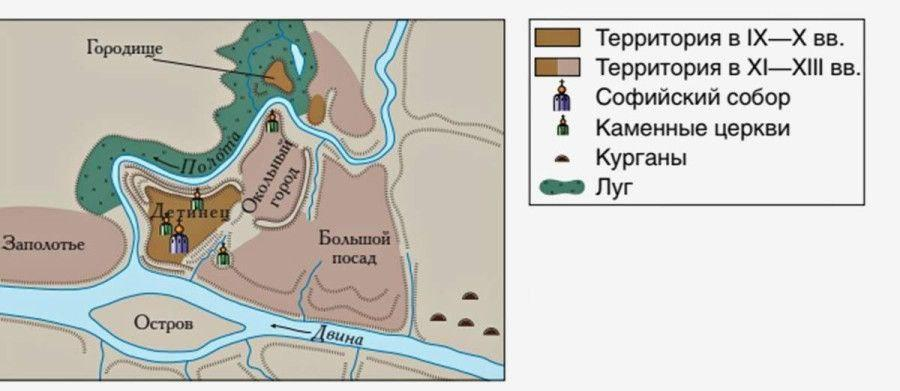 Городище
Полота
Окольный
город
Детинец
Заполотье
Большой
посад
Остров
Двина
Территория в IX—X вв.
Территория в XI—XIII вв.
Софийский собор
Каменные церкви
Курганы
Луг